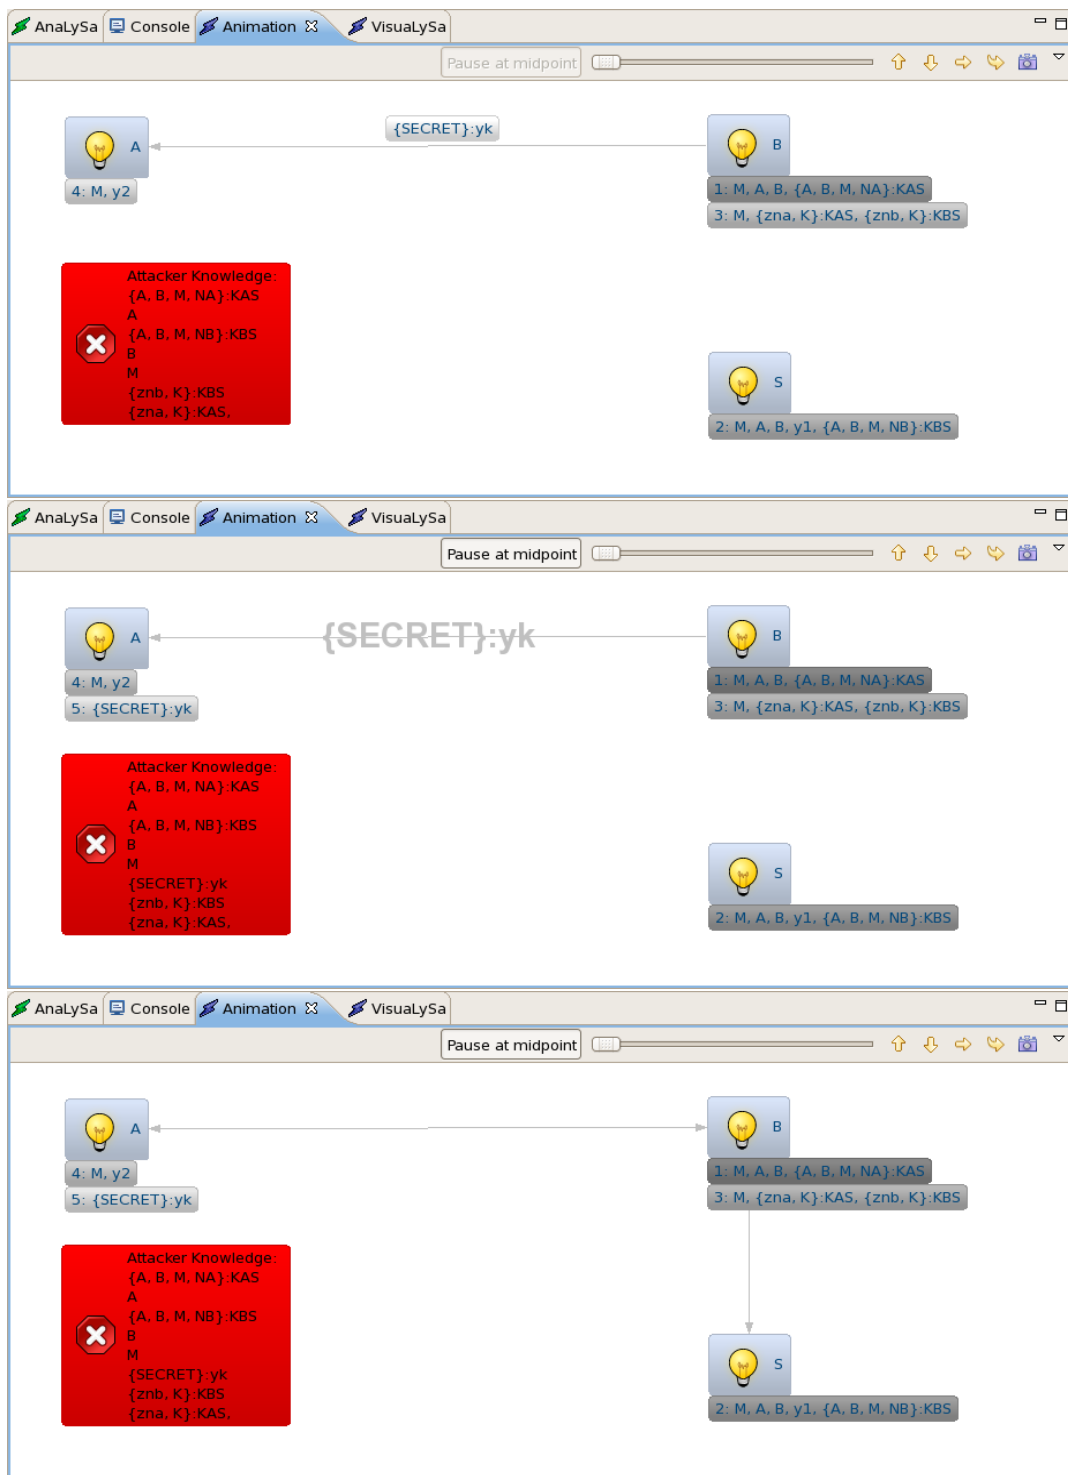 AnaLySa Console Animation VisuaLySa
Pause at midpoint
{SECRET}:yk
A
B
4: M, y2
1: M, A, B, {A, B, M, NA}:KAS
3: M, {zna, K}:KAS, {znb, K}:KBS
Attacker Knowledge:
{A, B, M, NA}:KAS
A
{A, B, M, NB}:KBS
B
M
{znb, K}:KBS
{zna, K}:KAS,
S
2: M, A, B, y1, {A, B, M, NB}:KBS
AnaLySa Console Animation VisuaLySa
Pause at midpoint
A
{SECRET}:yk
B
4: M, y2
5: {SECRET}:yk
1: M, A, B, {A, B, M, NA}:KAS
3: M, {zna, K}:KAS, {znb, K}:KBS
Attacker Knowledge:
{A, B, M, NA}:KAS
A
{A, B, M, NB}:KBS
B
M
{SECRET}:yk
{znb, K}:KBS
{zna, K}:KAS,
S
2: M, A, B, y1, {A, B, M, NB}:KBS
AnaLySa Console Animation VisuaLySa
Pause at midpoint
A
B
4: M, y2
5: {SECRET}:yk
1: M, A, B, {A, B, M, NA}:KAS
3: M, {zna, K}:KAS, {znb, K}:KBS
Attacker Knowledge:
{A, B, M, NA}:KAS
A
{A, B, M, NB}:KBS
B
M
{SECRET}:yk
{znb, K}:KBS
{zna, K}:KAS,
S
2: M, A, B, y1, {A, B, M, NB}:KBS